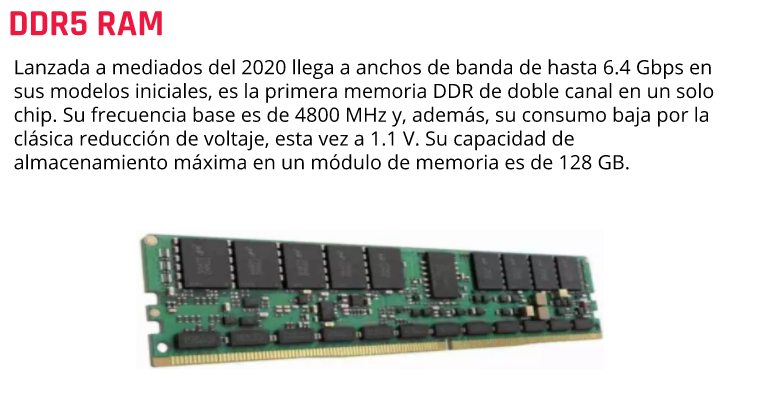 DDR5 RAM
Lanzada a mediados del 2020 llega a anchos de banda de hasta 6.4 Gbps en
sus modelos iniciales, es la primera memoria DDR de doble canal en un solo
chip. Su frecuencia base es de 4800 MHz y, además, su consumo baja por la
clásica reducción de voltaje, esta vez a 1.1 V. Su capacidad de
almacenamiento máxima en un módulo de memoria es de 128 GB.